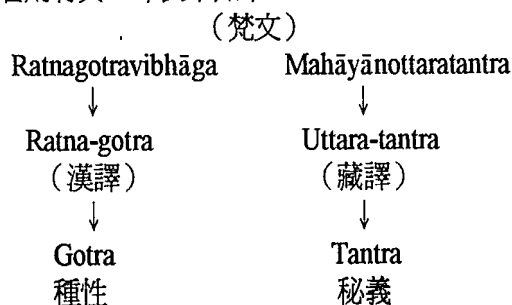 （梵文）
Ratnagotravibhāga Mahāyānottaratantra
↓ ↓
Ratna-gotra Uttara-tantra
（漢譯） （藏譯）
↓ ↓
Gotra Tantra
種性 秘義